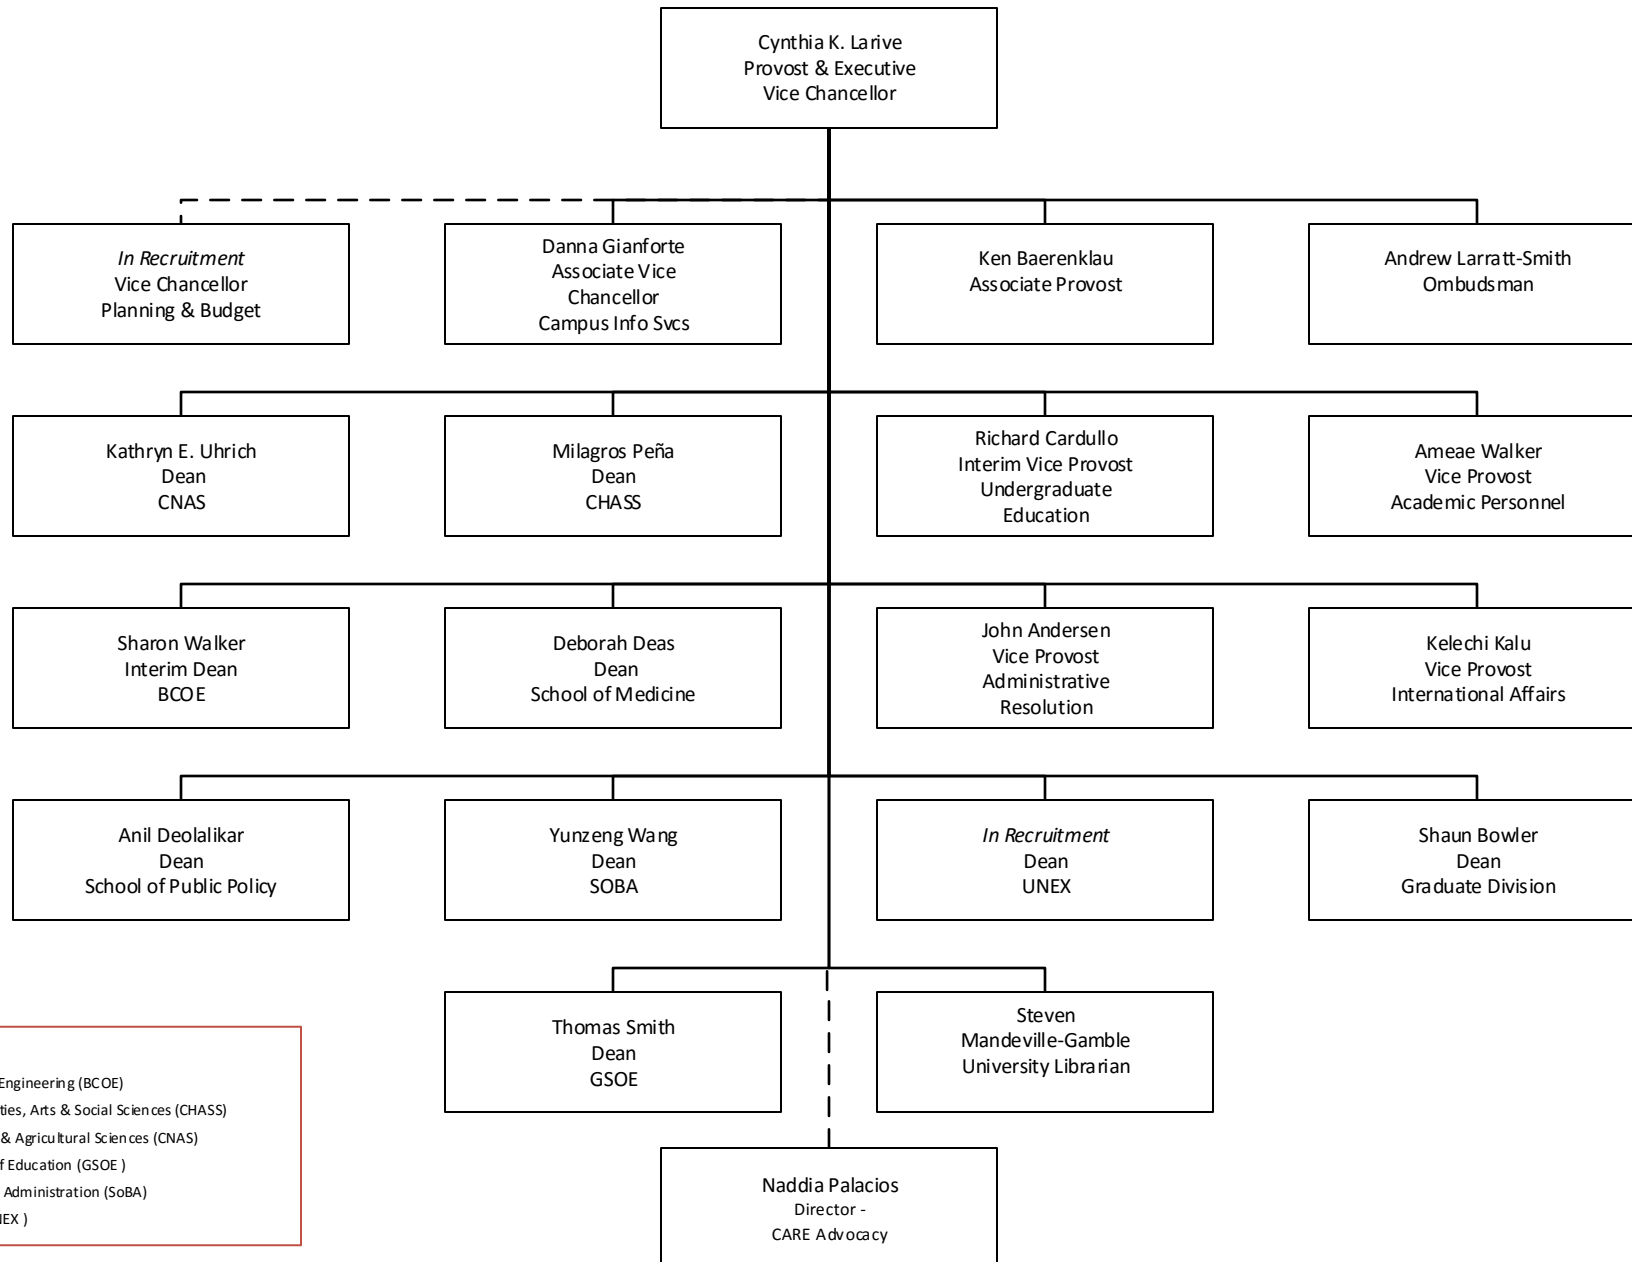 Cynthia K. Larive
Provost & Executive
Vice Chancellor
In Recruitment
Vice Chancellor
Planning & Budget
Danna Gianforte
Associate Vice
Chancellor
Campus Info Svcs
Ken Baerenklau
Associate Provost
Andrew Larratt-Smith
Ombudsman
Kathryn E. Uhrich
Dean
CNAS
Milagros Peña
Dean
CHASS
Richard Cardullo
Interim Vice Provost
Undergraduate
Education
Ameae Walker
Vice Provost
Academic Personnel
Sharon Walker
Interim Dean
BCOE
Deborah Deas
Dean
School of Medicine
John Andersen
Vice Provost
Administrative
Resolution
Kelechi Kalu
Vice Provost
International Affairs
Anil Deolalikar
Dean
School of Public Policy
Yunzeng Wang
Dean
SOBA
In Recruitment
Dean
UNEX
Shaun Bowler
Dean
Graduate Division
Thomas Smith
Dean
GSOE
Steven
Mandeville-Gamble
University Librarian
Naddia Palacios
Director -
CARE Advocacy
Engineering (BCOE)
ties, Arts & Social Sciences (CHASS)
& Agricultural Sciences (CNAS)
f Education (GSOE )
Administration (SoBA)
NEX )